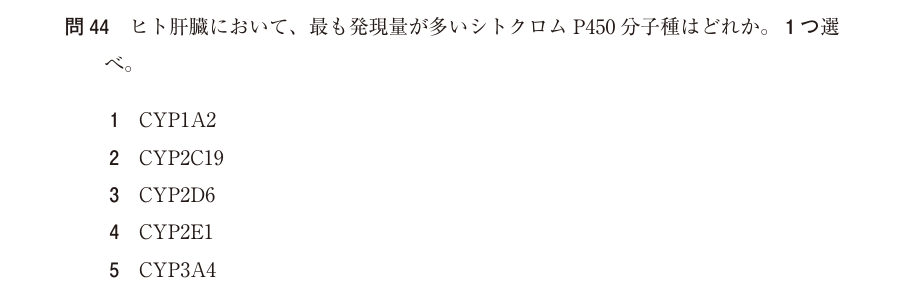 問 44 ヒト肝臓において、最も発現量が多いシトクロム P450 分子種はどれか。1つ選
べ。
1 CYP1A2
2 CYP2C19
3 CYP2D6
4 CYP2E1
5 CYP3A4